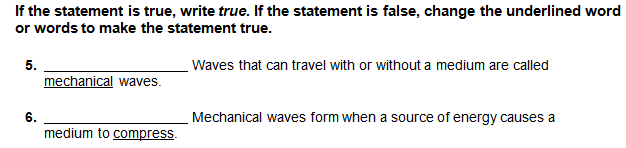 If the statement is true, write true. If the statement is false, change the underlined word
or words to make the statement true.
5. ____________________ Waves that can travel with or without a medium are called
mechanical waves.
6. ____________________ Mechanical waves form when a source of energy causes a
medium to compress.